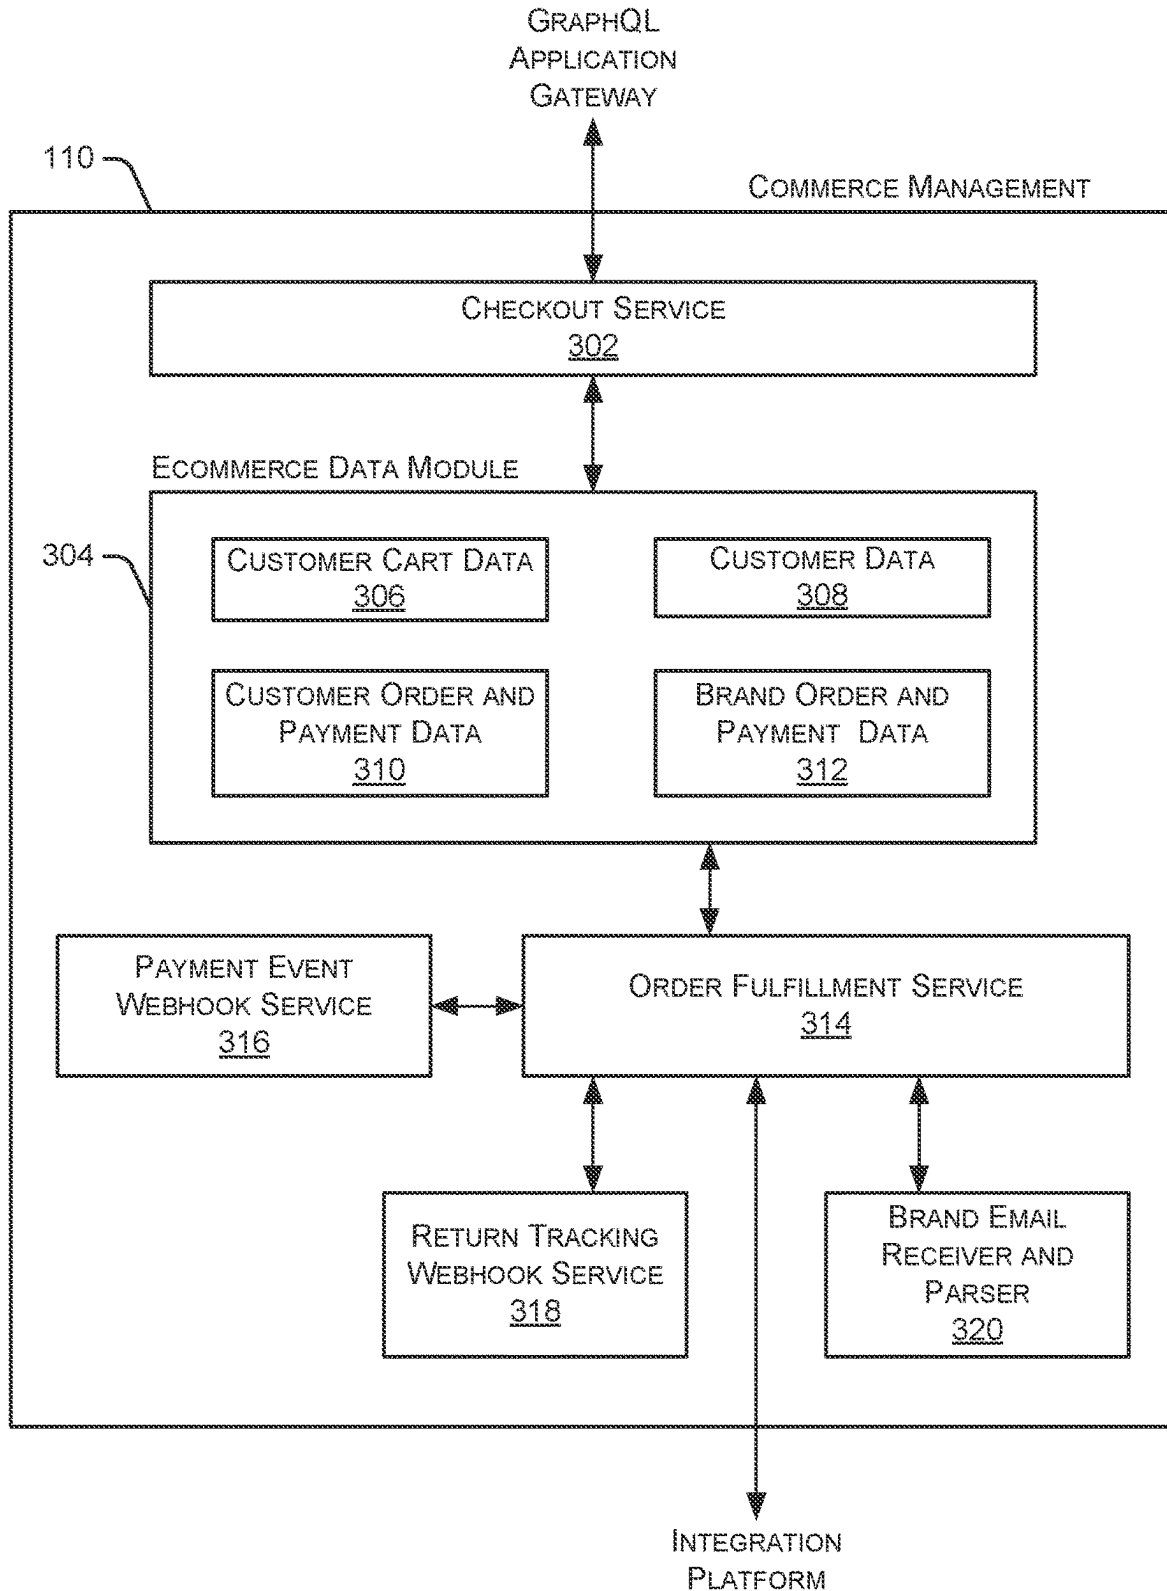 GRAPHQL
APPLICATION
GATEWAY
110
COMMERCE MANAGEMENT
CHECKOUT SERVICE
302
ECOMMERCE DATA MODULE
304
CUSTOMER CART DATA
306
CUSTOMER DATA
308
CUSTOMER ORDER AND
PAYMENT DATA
310
BRAND ORDER AND
PAYMENT DATA
312
PAYMENT EVENT
WEBHOOK SERVICE
316
ORDER FULFILLMENT SERVICE
314
RETURN TRACKING
WEBHOOK SERVICE
318
BRAND EMAIL
RECEIVER AND
PARSER
320
INTEGRATION
PLATFORM